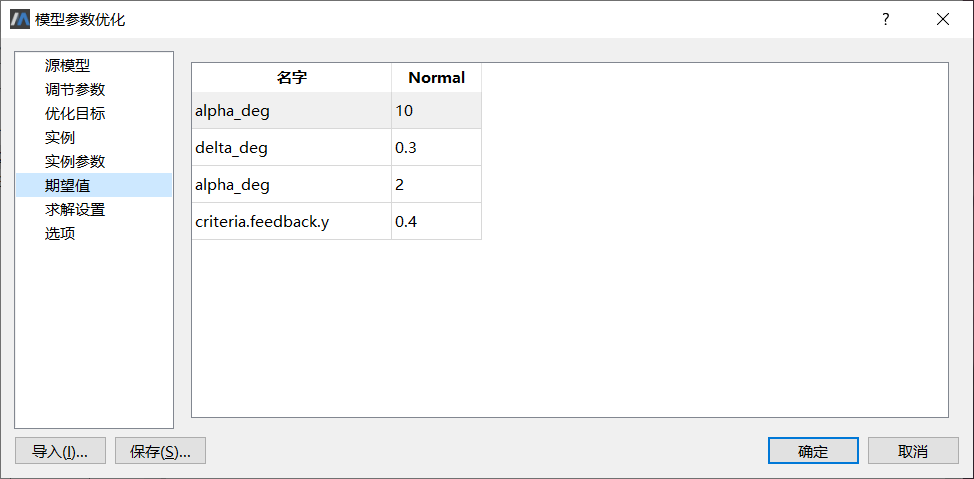 模型参数优化
?
源模型
调节参数
优化目标
实例
实例参数
期望值
求解设置
选项
名字 Normal
alpha_deg 10
delta_deg 0.3
alpha_deg 2
criteria.feedback.y 0.4
导入(I)... 保存(S)... 确定 取消